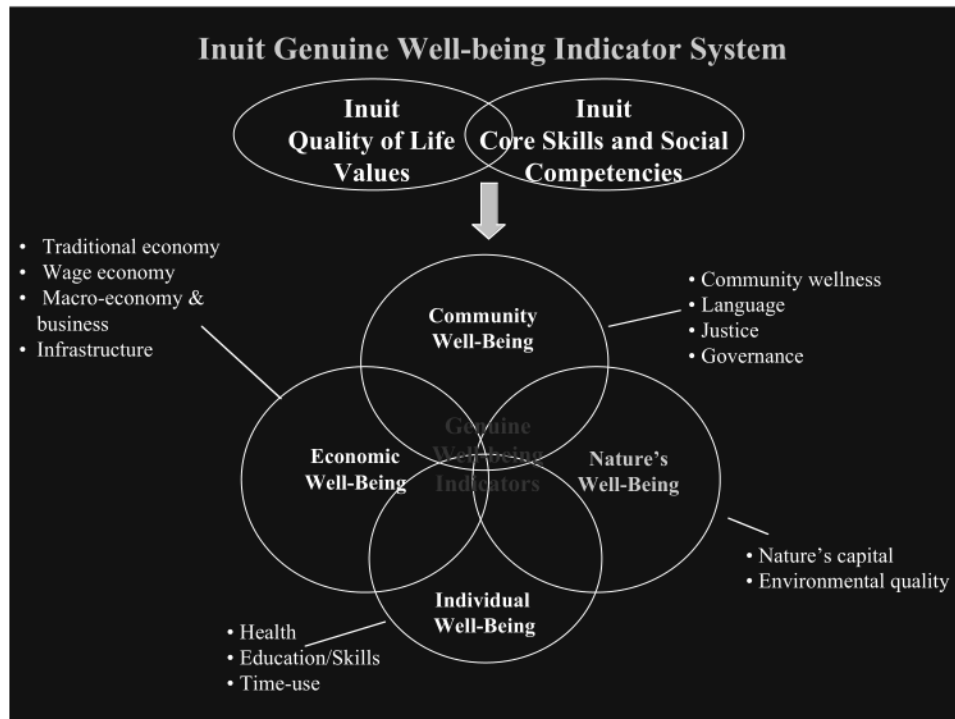 Inuit Genuine Well-being Indicator System
Inuit
Quality of Life
Values
Inuit
Core Skills and Social
Competencies
• Traditional economy
• Wage economy
• Macro-economy &
business
• Infrastructure
• Community wellness
• Language
• Justice
• Governance
Community
Well-Being
Genuine
Well-being
Indicators
Economic
Well-Being
Nature's
Well-Being
• Nature's capital
• Environmental quality
Individual
Well-Being
• Health
• Education/Skills
• Time-use